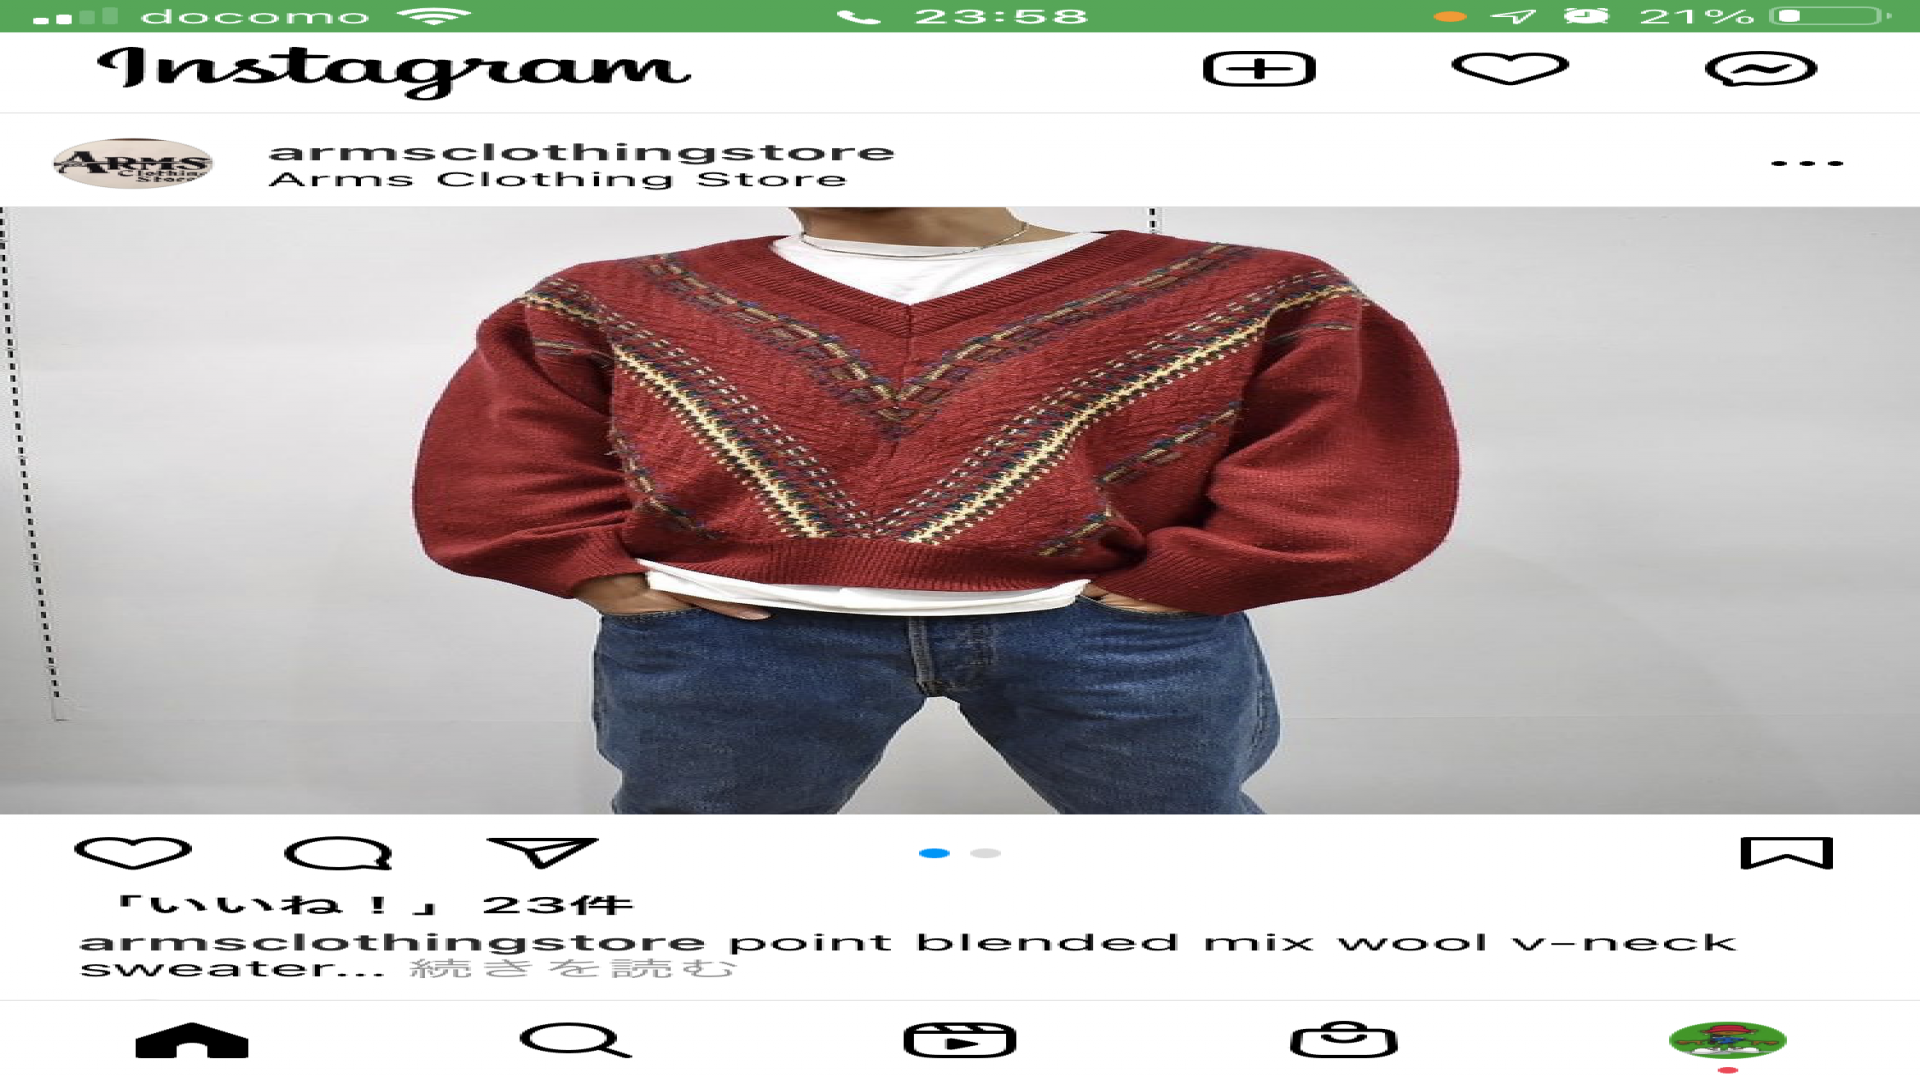 docomo 23:58 21%
Instagram
ARMS
Clothing
Store
armsclothingstore
Arms Clothing Store
「いいね！」 23件
armsclothingstore point blended mix wool v-neck
sweater... 続きを読む